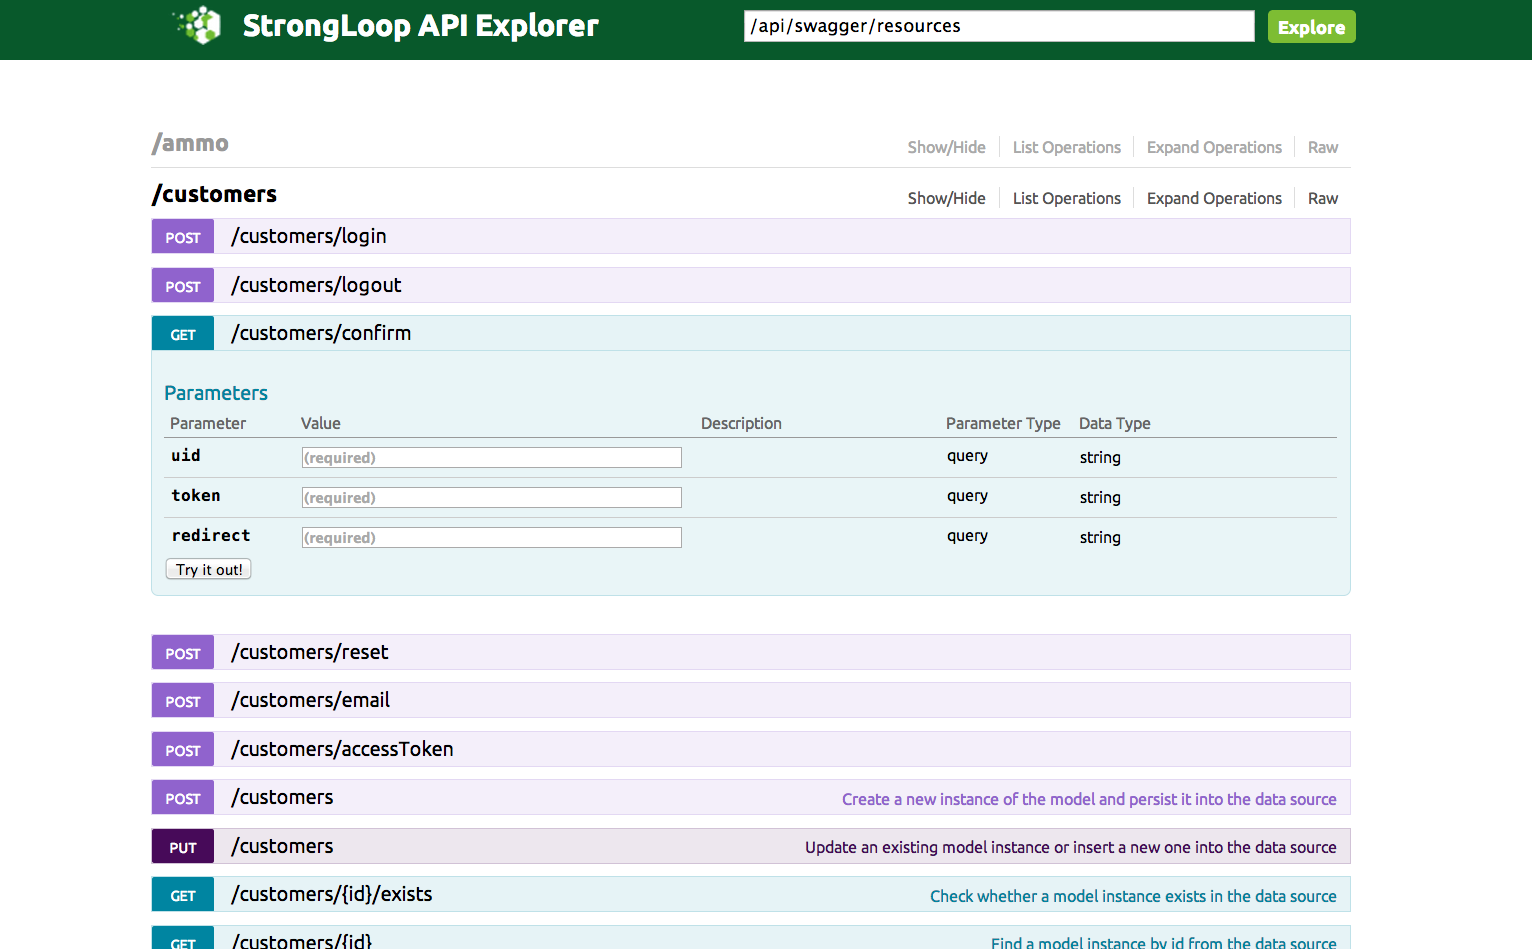 StrongLoop API Explorer /api/swagger/resources Explore
/ammo Show/Hide List Operations Expand Operations Raw
/customers Show/Hide List Operations Expand Operations Raw
POST /customers/login
POST /customers/logout
GET /customers/confirm
Parameters
Parameter Value Description Parameter Type Data Type
uid (required) query string
token (required) query string
redirect (required) query string
Try it out!
POST /customers/reset
POST /customers/email
POST /customers/accessToken
POST /customers Create a new instance of the model and persist it into the data source
PUT /customers Update an existing model instance or insert a new one into the data source
GET /customers/{id}/exists Check whether a model instance exists in the data source
GET /customers/{id} Find a model instance by id from the data source